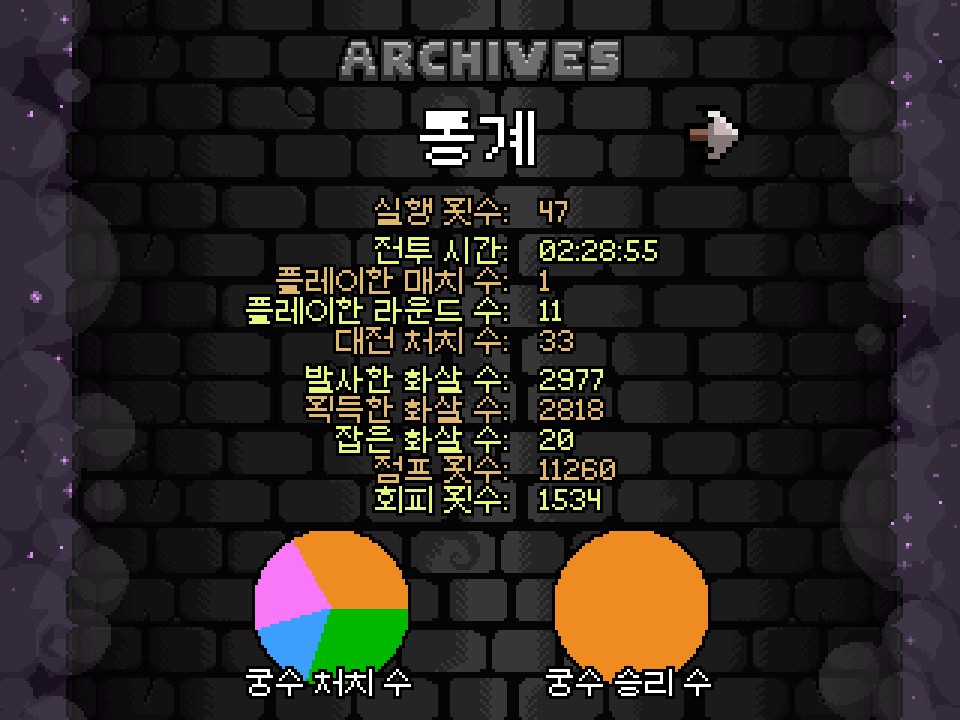 ARCHIVES
통계
실행 횟수: 47
전투 시간: 02:28:55
플레이한 매치 수: 1
플레이한 라운드 수: 11
대전 처치 수: 33
발사한 화살 수: 2977
획득한 화살 수: 2818
잡은 화살 수: 20
점프 횟수: 11260
회피 횟수: 1534
궁수 처치 수 궁수 승리 수